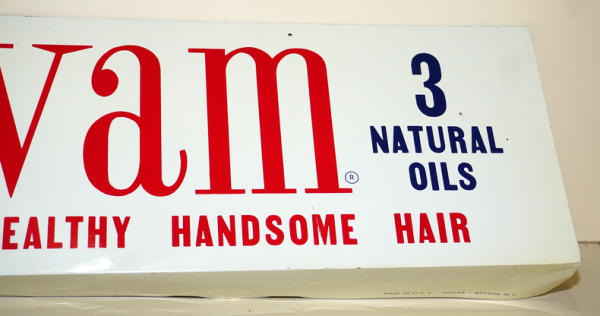 vam ®
3
NATURAL
OILS
EALTHY HANDSOME HAIR